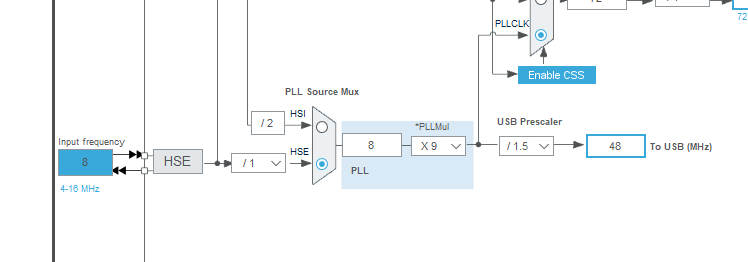 72
PLLCLK
Enable CSS
PLL Source Mux
HSI
/ 2
*PLLMul
USB Prescaler
Input frequency
8
HSE
/ 1
HSE
8
X 9
/ 1.5
48
To USB (MHz)
PLL
4-16 MHz